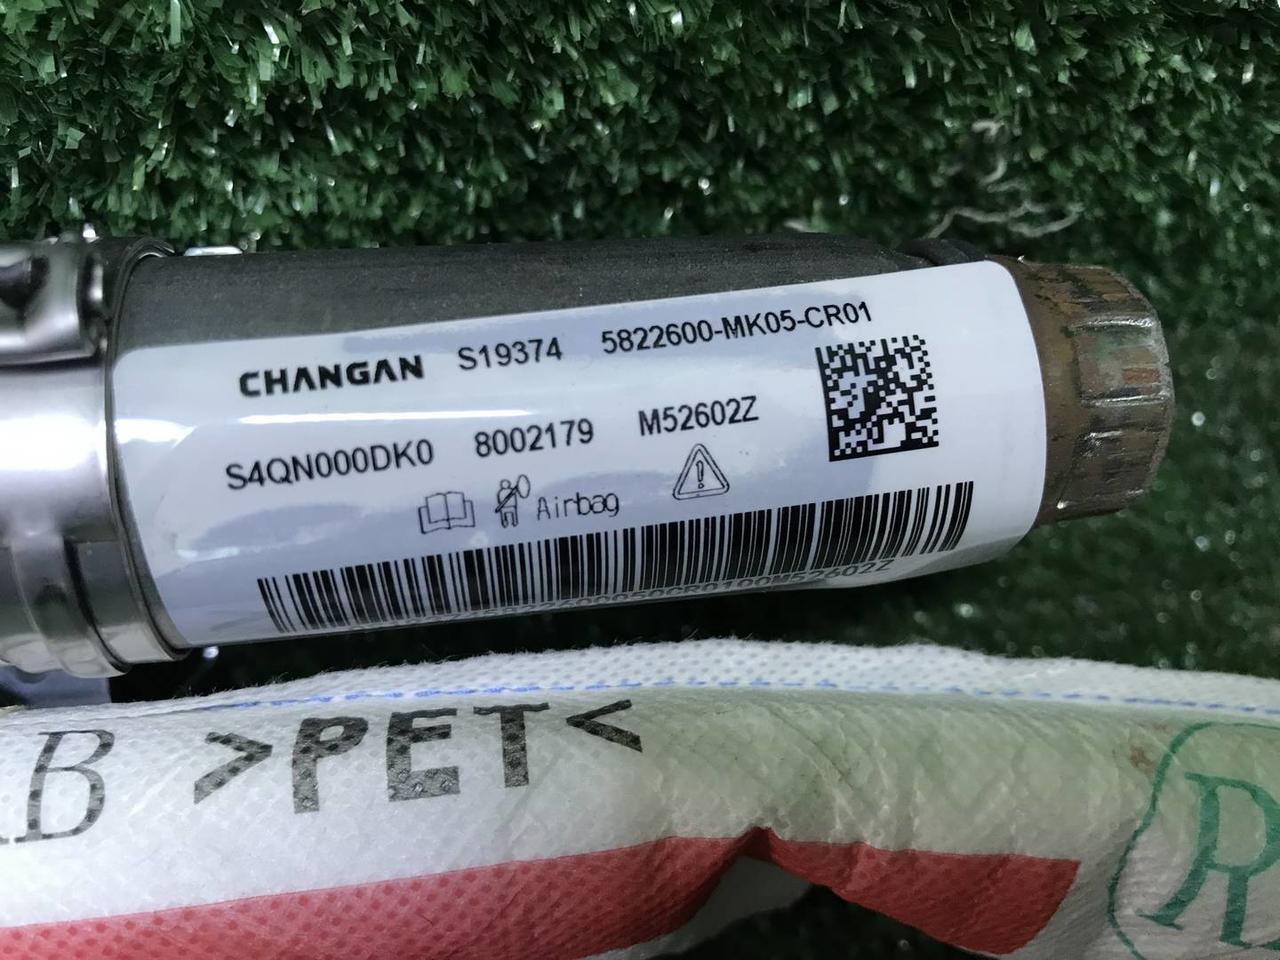 CHANGAN S19374 5822600-MK05-CR01
S4QN000DK0 8002179 M52602Z
Airbag
B >PET<
R